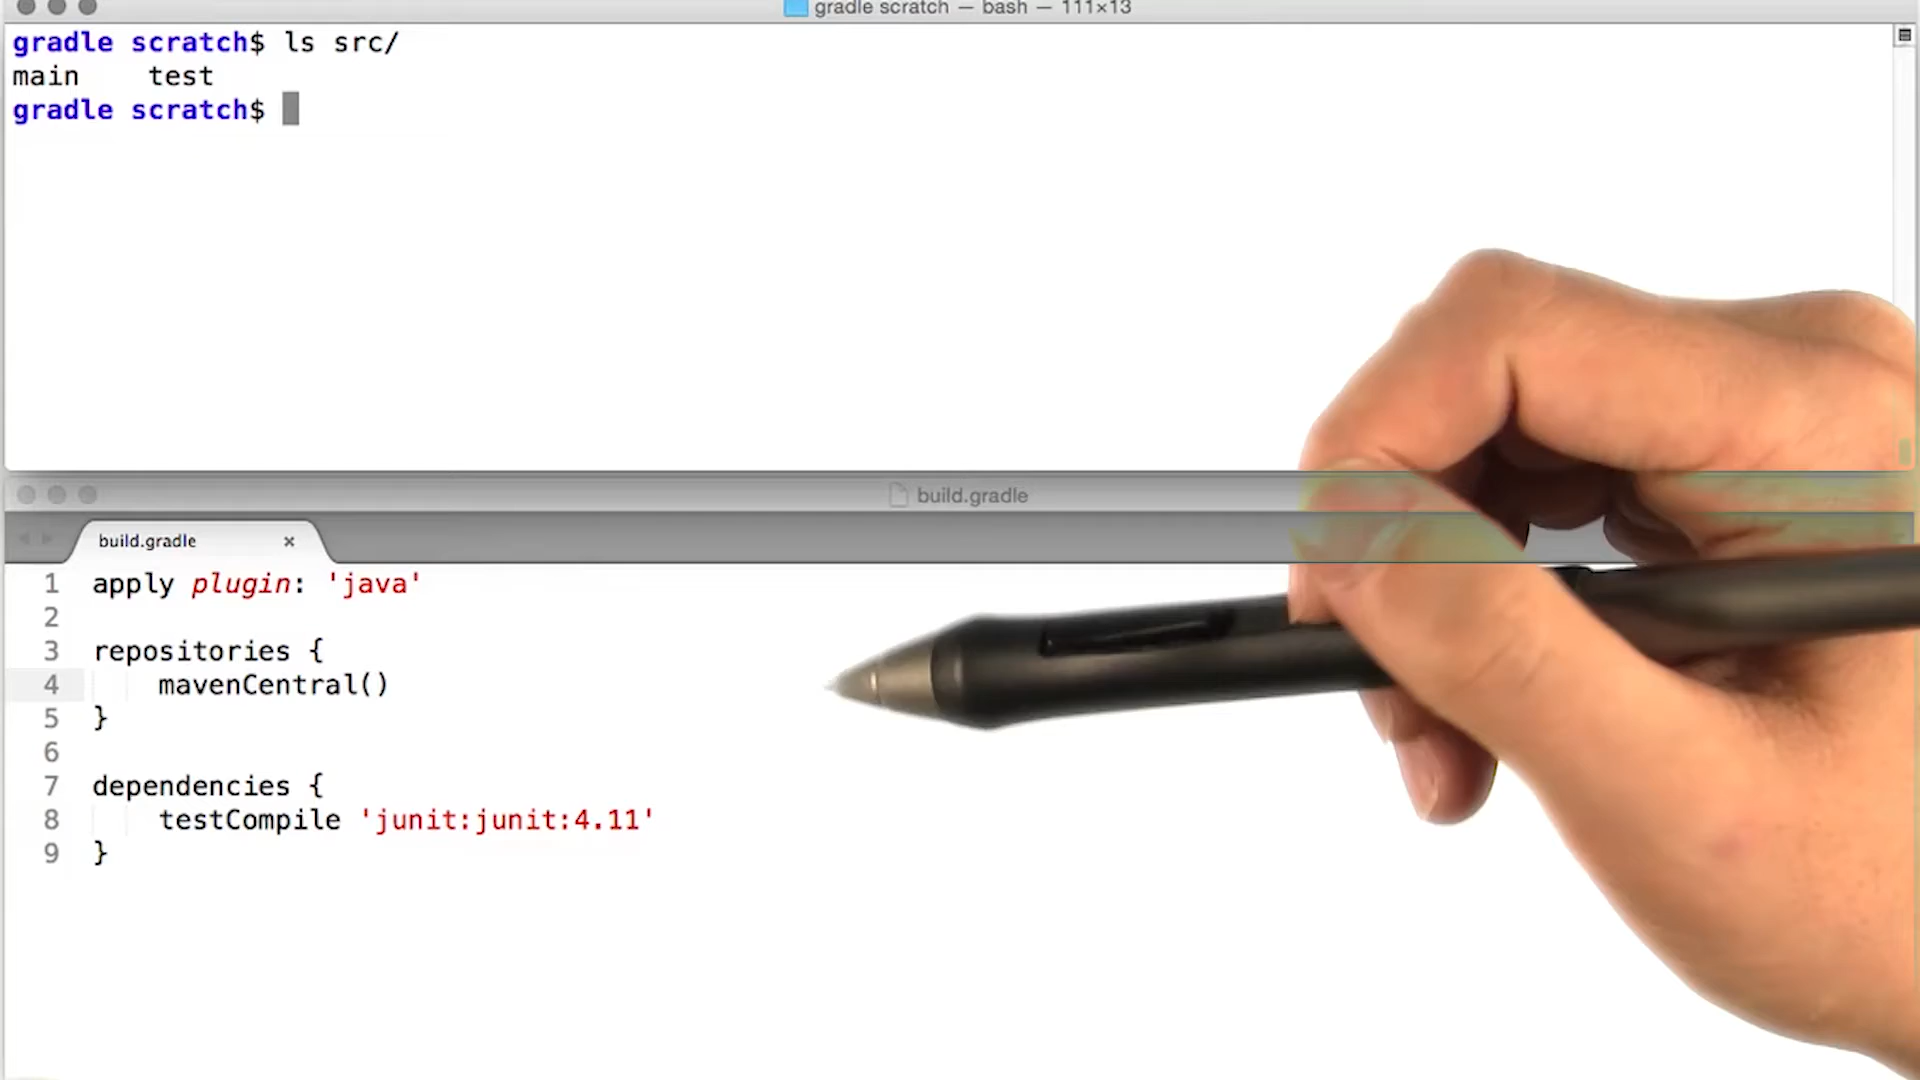 gradle scratch — bash — 111×13
gradle scratch$ ls src/
main    test
gradle scratch$
build.gradle
build.gradle ×
1 apply plugin: 'java'
2
3 repositories {
4     mavenCentral()
5 }
6
7 dependencies {
8     testCompile 'junit:junit:4.11'
9 }